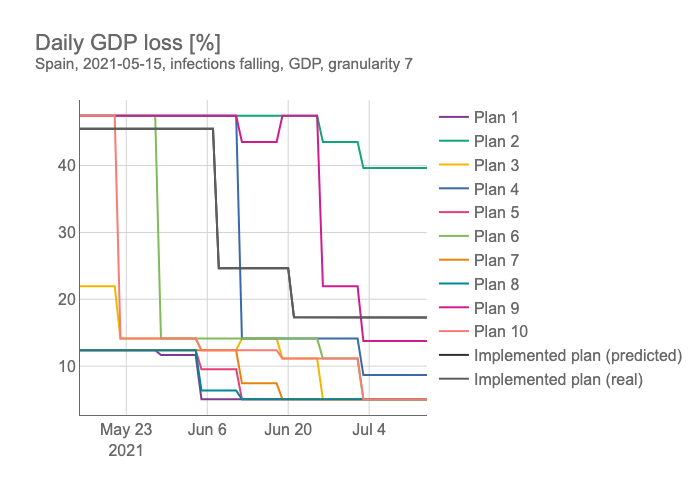 Daily GDP loss [%]
Spain, 2021-05-15, infections falling, GDP, granularity 7
40
30
20
10
May 23
2021
Jun 6
Jun 20
Jul 4
Plan 1
Plan 2
Plan 3
Plan 4
Plan 5
Plan 6
Plan 7
Plan 8
Plan 9
Plan 10
Implemented plan (predicted)
Implemented plan (real)